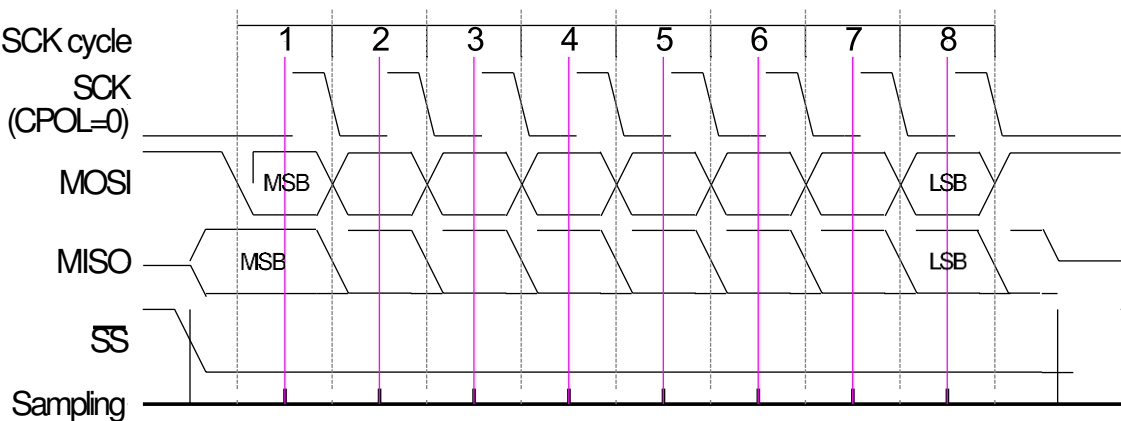 SCK cycle 1 2 3 4 5 6 7 8
SCK
(CPOL=0)
MOSI MSB LSB
MISO MSB LSB
SS
Sampling